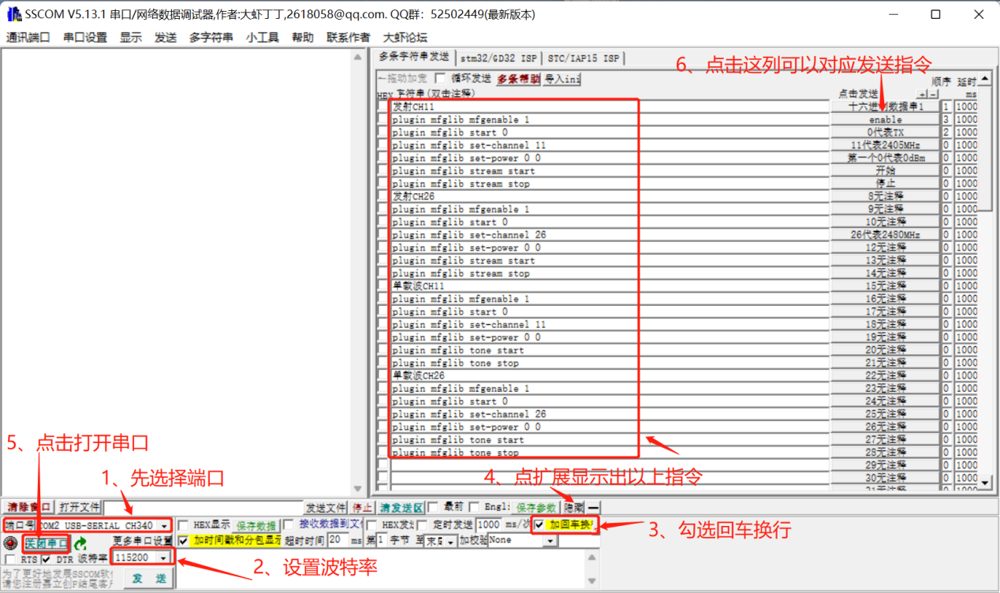 SSCOM V5.13.1 串口/网络数据调试器,作者:大虾丁丁,2618058@qq.com. QQ群：52502449(最新版本)
通讯端口 串口设置 显示 发送 多字符串 小工具 帮助 联系作者 大虾论坛
多条字符串发送 stm32/GD32 ISP STC/IAP15 ISP
6、点击这列可以对应发送指令
拖动加宽 循环发送 多条帮助 导入ini 顺序 延时
HEX 字符串(双击注释) 点击发送 +- ms
发射CH11 十六进制数据串1 1 1000
plugin mfglib mfgenable 1 enable 3 1000
plugin mfglib start 0 0代表TX 2 1000
plugin mfglib set-channel 11 11代表2405MHz 0 1000
plugin mfglib set-power 0 0 第一个0代表0dBm 0 1000
plugin mfglib stream start 开始 0 1000
plugin mfglib stream stop 停止 0 1000
发射CH26 8无注释 0 1000
plugin mfglib mfgenable 1 9无注释 0 1000
plugin mfglib start 0 10无注释 0 1000
plugin mfglib set-channel 26 26代表2480MHz 0 1000
plugin mfglib set-power 0 0 12无注释 0 1000
plugin mfglib stream start 13无注释 0 1000
plugin mfglib stream stop 14无注释 0 1000
单载波CH11 15无注释 0 1000
plugin mfglib mfgenable 1 16无注释 0 1000
plugin mfglib start 0 17无注释 0 1000
plugin mfglib set-channel 11 18无注释 0 1000
plugin mfglib set-power 0 0 19无注释 0 1000
plugin mfglib tone start 20无注释 0 1000
plugin mfglib tone stop 21无注释 0 1000
单载波CH26 22无注释 0 1000
plugin mfglib mfgenable 1 23无注释 0 1000
plugin mfglib start 0 24无注释 0 1000
plugin mfglib set-channel 26 25无注释 0 1000
plugin mfglib set-power 0 0 26无注释 0 1000
plugin mfglib tone start 27无注释 0 1000
plugin mfglib tone stop 28无注释 0 1000
29无注释 0 1000
30无注释 0 1000
5、点击打开串口
1、先选择端口
4、点扩展显示出以上指令
清除窗口 打开文件 发送文件 停止 清发送区 最前 Engl: 保存参数 隐藏
端口号 COM2 USB-SERIAL CH340 HEX显示 保存数据 接收数据到文 HEX发 定时发送 1000 ms/次 加回车换
3、勾选回车换行
关闭串口 更多串口设置 加时间戳和分包显示 超时时间 20 ms 第 1 字节 至 末 加校验 None
RTS DTR 波特率 115200
2、设置波特率
为了更好地发展SSCOM软
请您注册嘉立创F结尾客
发 送